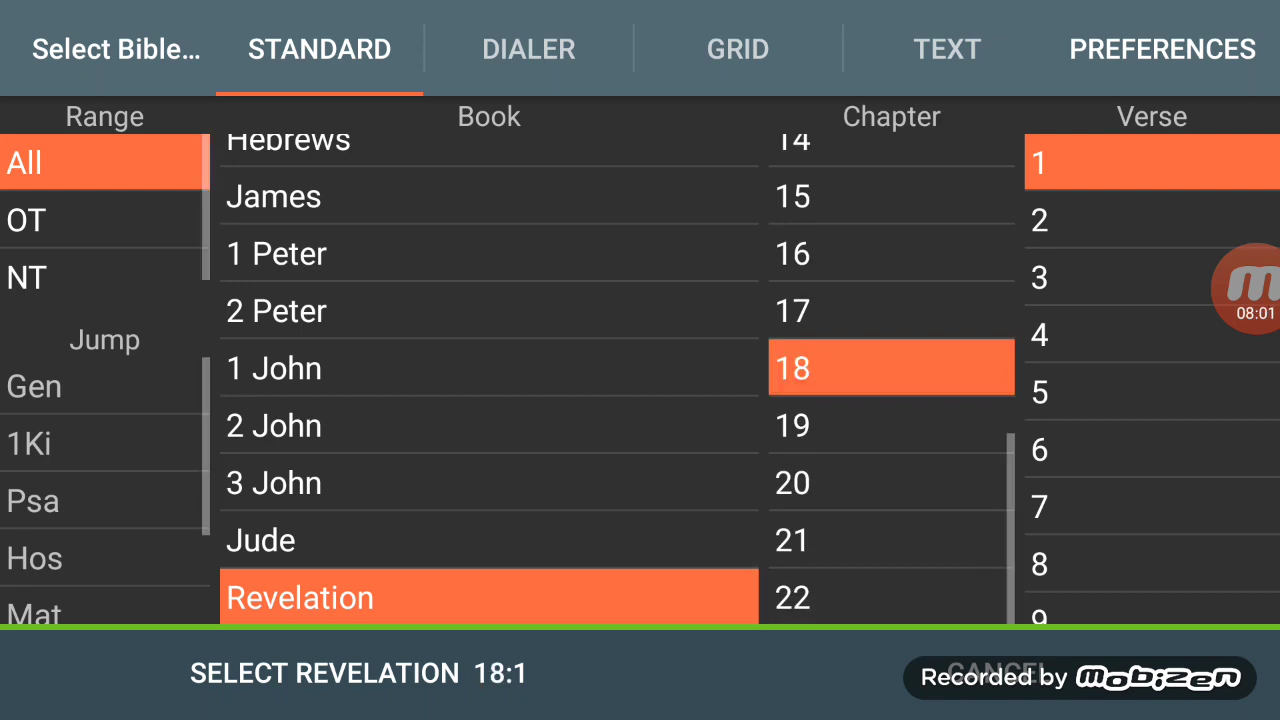 Select Bible...
STANDARD
DIALER
GRID
TEXT
PREFERENCES
Range
Book
Chapter
Verse
All
OT
NT
Jump
Gen
1Ki
Psa
Hos
Mat
Hebrews
James
1 Peter
2 Peter
1 John
2 John
3 John
Jude
Revelation
14
15
16
17
18
19
20
21
22
1
2
3
4
5
6
7
8
9
08:01
SELECT REVELATION 18:1
CANCEL
Recorded by mobizen